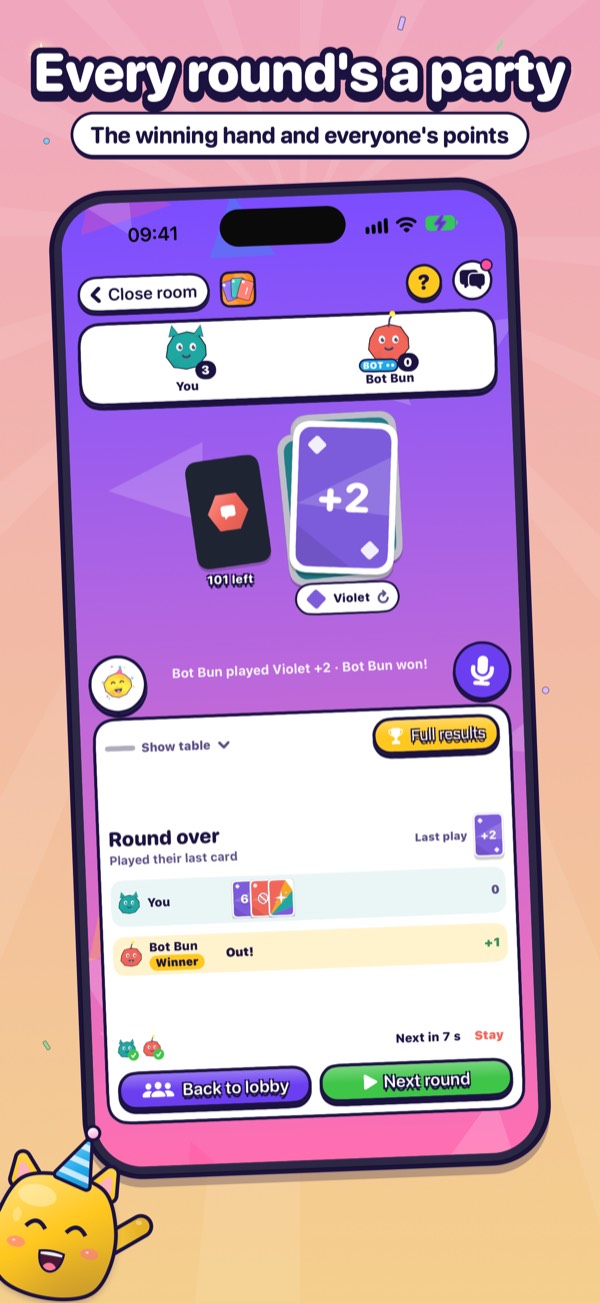 Every round's a party
The winning hand and everyone's points
09:41
Close room
?
3
You
BOT
0
Bot Bun
+2
101 left
Violet
Bot Bun played Violet +2 · Bot Bun won!
Show table
Full results
Round over
Played their last card
Last play
+2
You
6
0
Bot Bun
Winner
Out!
+1
Next in 7 s
Stay
Back to lobby
Next round